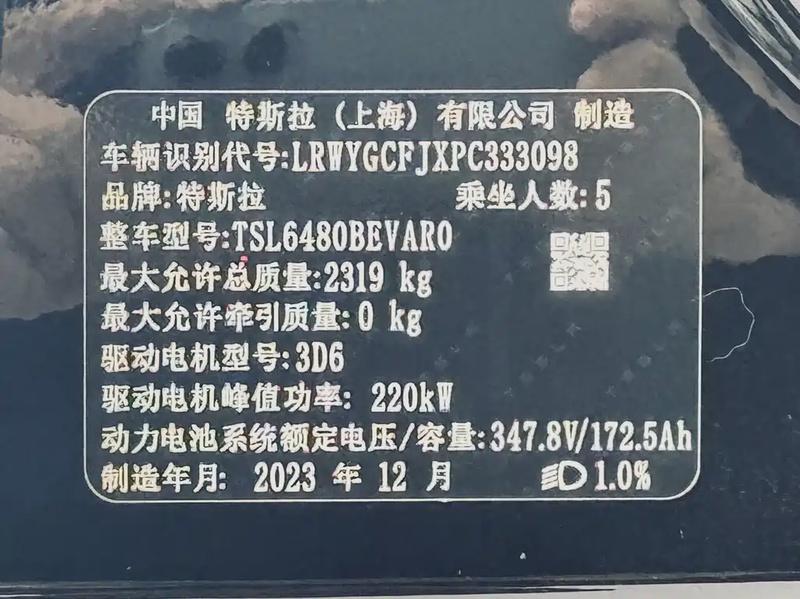 中国 特斯拉（上海）有限公司 制造
车辆识别代号:LRWYGCFJXPC333098
品牌:特斯拉 乘坐人数:5
整车型号:TSL6480BEVAR0
最大允许总质量:2319 kg
最大允许牵引质量:0 kg
驱动电机型号:3D6
驱动电机峰值功率: 220kW
动力电池系统额定电压/容量:347.8V/172.5Ah
制造年月: 2023 年 12 月 1.0%